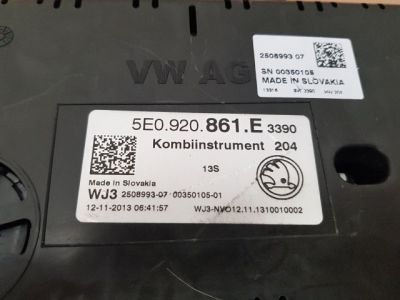 2508993 07
SN 00350105
MADE IN SLOVAKIA
VW AG
5E0.920.861.E 3390
Kombiinstrument 204
13S
Made in Slovakia
WJ3 2508993-07 00350105-01
12-11-2013 06:41:57 WJ3-NVO12.11.1310010002